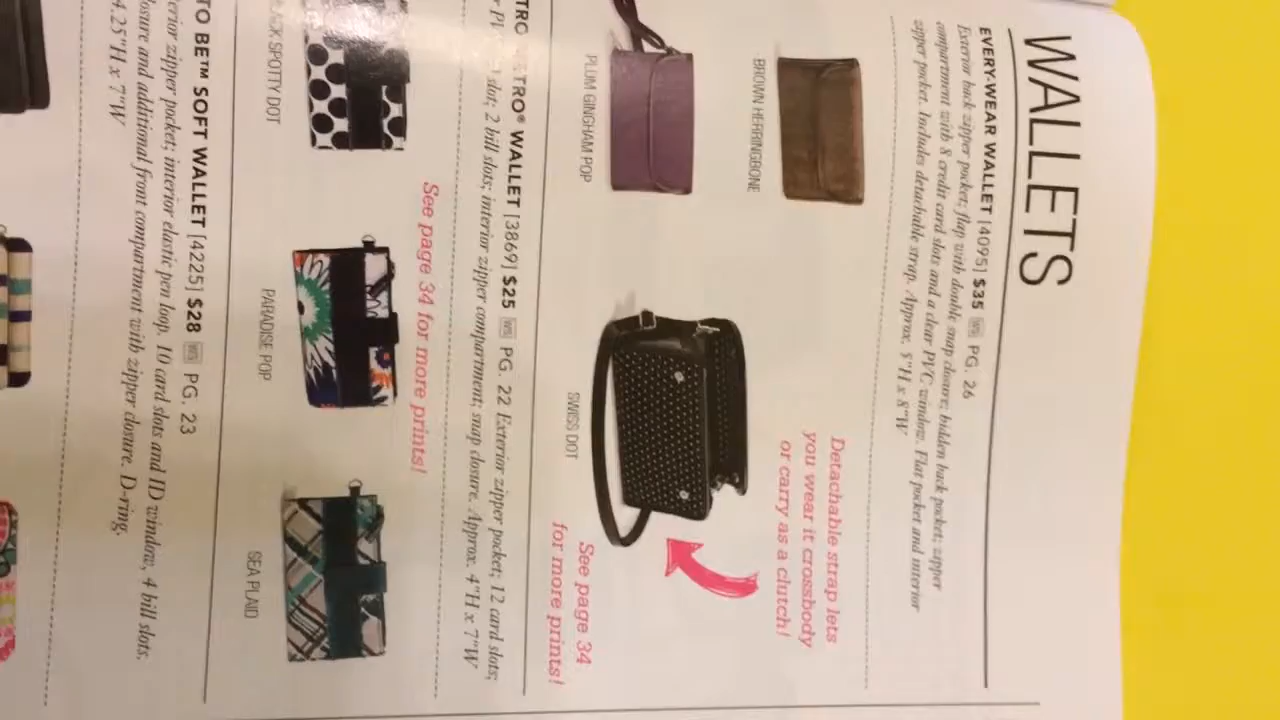 WALLETS
EVERY-WEAR WALLET [4095] $35 WS PG. 26
Exterior back zipper pocket; flap with double snap closure; hidden back pocket; zipper
compartment with 8 credit card slots and a clear PVC window. Flat pocket and interior
zipper pocket. Includes detachable strap. Approx. 5"H x 8"W
BROWN HERRINGBONE
Detachable strap lets
you wear it crossbody
or carry as a clutch!
PLUM GINGHAM POP
SWISS DOT
See page 34
for more prints!
TRO® WALLET [3869] $25 WS PG. 22 Exterior zipper pocket; 12 card slots;
slot; 2 bill slots; interior zipper compartment; snap closure. Approx. 4"H x 7"W
See page 34 for more prints!
SPOTTY DOT
PARADISE POP
SEA PLAID
TO BE™ SOFT WALLET [4225] $28 WS PG. 23
zipper pocket; interior elastic pen loop. 10 card slots and ID window, 4 bill slots,
and additional front compartment with zipper closure. D-ring.
4.25"H x 7"W